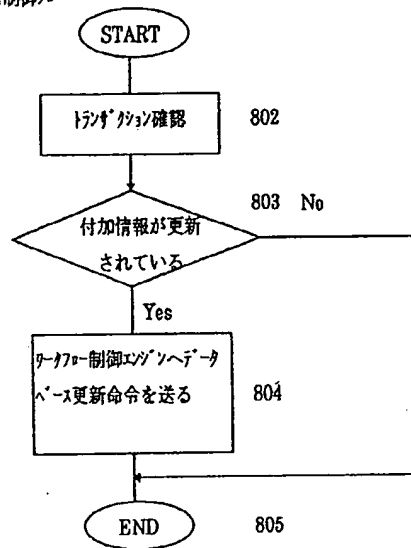 START
トランザクション確認
802
803 No
付加情報が更新
されている
Yes
ワークフロー制御エンジンへデータ
ベース更新命令を送る
804
END
805